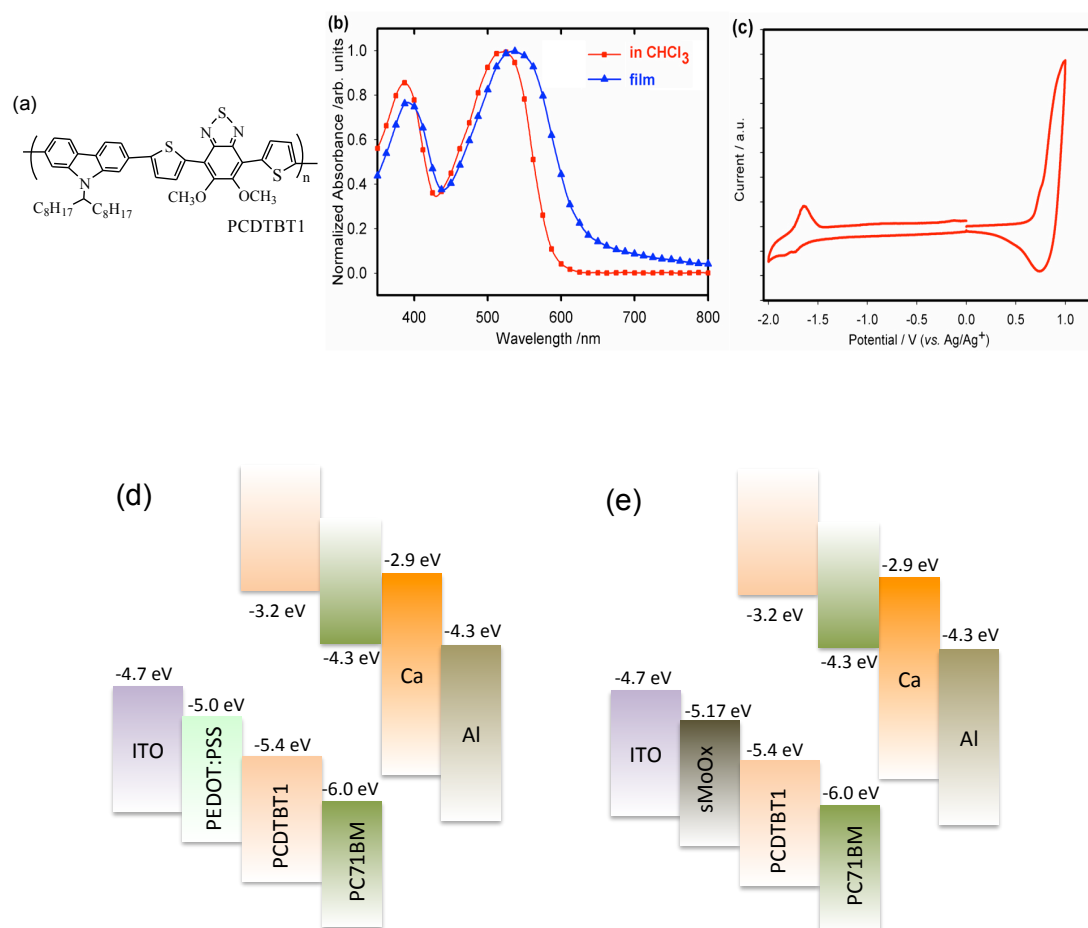 (a)
S
N
N
S
N
S
n
C8H17
C8H17
CH3O
OCH3
PCDTBT1
(b)
in CHCl3
film
Normalized Absorbance /arb. units
1.0
0.8
0.6
0.4
0.2
0.0
400
500
600
700
800
Wavelength /nm
(c)
Current / a.u.
-2.0
-1.5
-1.0
-0.5
0.0
0.5
1.0
Potential / V (vs. Ag/Ag+)
(d)
-2.9 eV
-3.2 eV
-4.3 eV
-4.3 eV
-4.7 eV
-5.0 eV
-5.4 eV
-6.0 eV
ITO
PEDOT:PSS
PCDTBT1
PC71BM
Ca
Al
(e)
-2.9 eV
-3.2 eV
-4.3 eV
-4.3 eV
-4.7 eV
-5.17 eV
-5.4 eV
-6.0 eV
ITO
sMoOx
PCDTBT1
PC71BM
Ca
Al